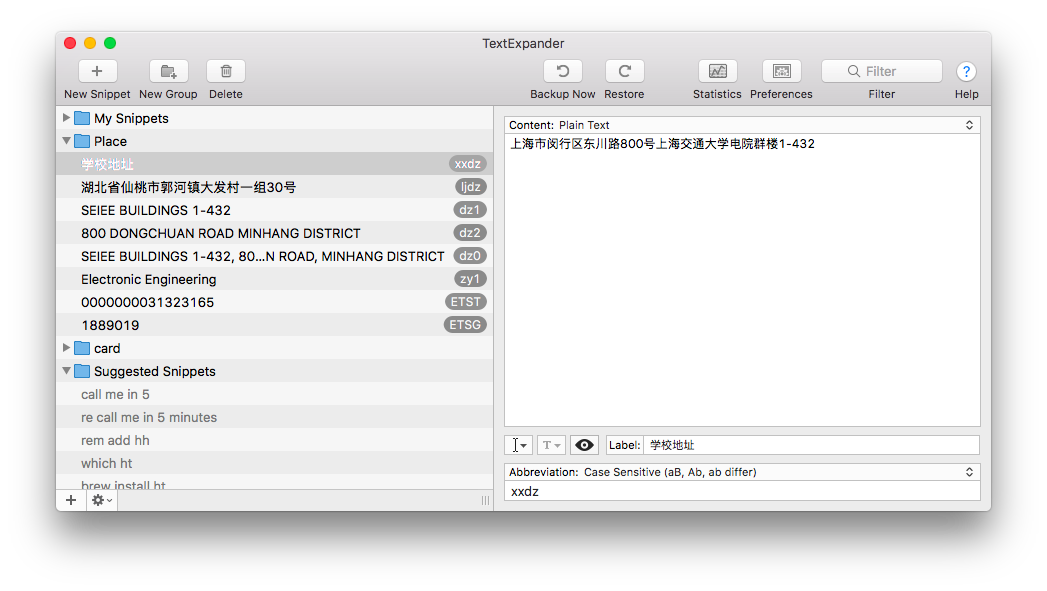 TextExpander
New Snippet New Group Delete Backup Now Restore Statistics Preferences Filter Filter ? Help
My Snippets
Place
学校地址 xxdz
湖北省仙桃市郭河镇大发村一组30号 ljdz
SEIEE BUILDINGS 1-432 dz1
800 DONGCHUAN ROAD MINHANG DISTRICT dz2
SEIEE BUILDINGS 1-432, 80...N ROAD, MINHANG DISTRICT dz0
Electronic Engineering zy1
0000000031323165 ETST
1889019 ETSG
card
Suggested Snippets
call me in 5
re call me in 5 minutes
rem add hh
which ht
brew install ht
Content: Plain Text
上海市闵行区东川路800号上海交通大学电院群楼1-432
T
Label: 学校地址
Abbreviation: Case Sensitive (aB, Ab, ab differ)
xxdz